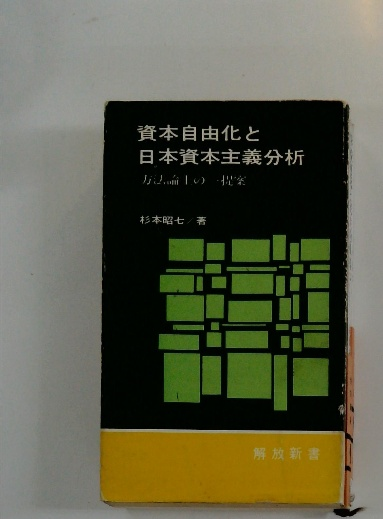 資本自由化と
日本資本主義分析
方法論上の一提案
杉本昭七/著
解放新書